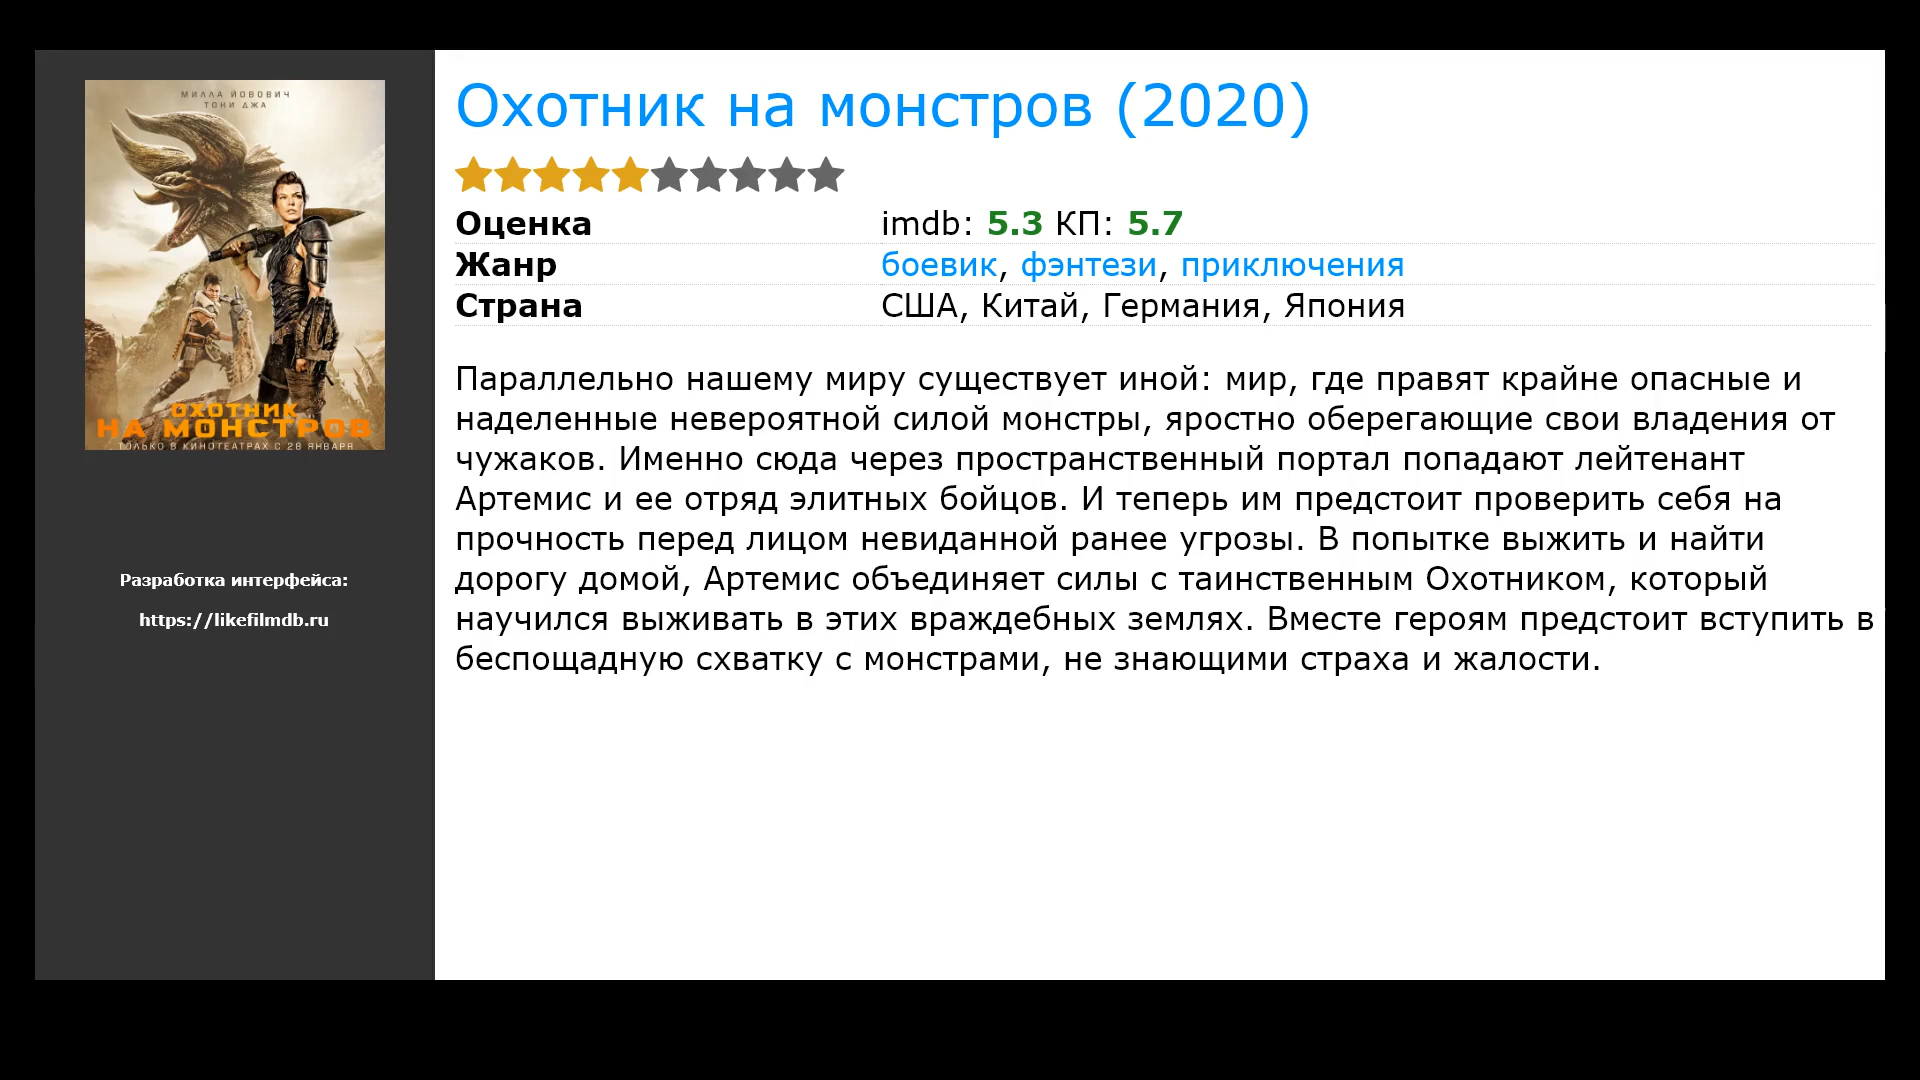 МИЛЛА ЙОВОВИЧ
ТОНИ ДЖА
ОХОТНИК
НА МОНСТРОВ
ТОЛЬКО В КИНОТЕАТРАХ С 28 ЯНВАРЯ
Разработка интерфейса:
https://likefilmdb.ru
Охотник на монстров (2020)
Оценка imdb: 5.3 КП: 5.7
Жанр боевик, фэнтези, приключения
Страна США, Китай, Германия, Япония
Параллельно нашему миру существует иной: мир, где правят крайне опасные и
наделенные невероятной силой монстры, яростно оберегающие свои владения от
чужаков. Именно сюда через пространственный портал попадают лейтенант
Артемис и ее отряд элитных бойцов. И теперь им предстоит проверить себя на
прочность перед лицом невиданной ранее угрозы. В попытке выжить и найти
дорогу домой, Артемис объединяет силы с таинственным Охотником, который
научился выживать в этих враждебных землях. Вместе героям предстоит вступить в
беспощадную схватку с монстрами, не знающими страха и жалости.